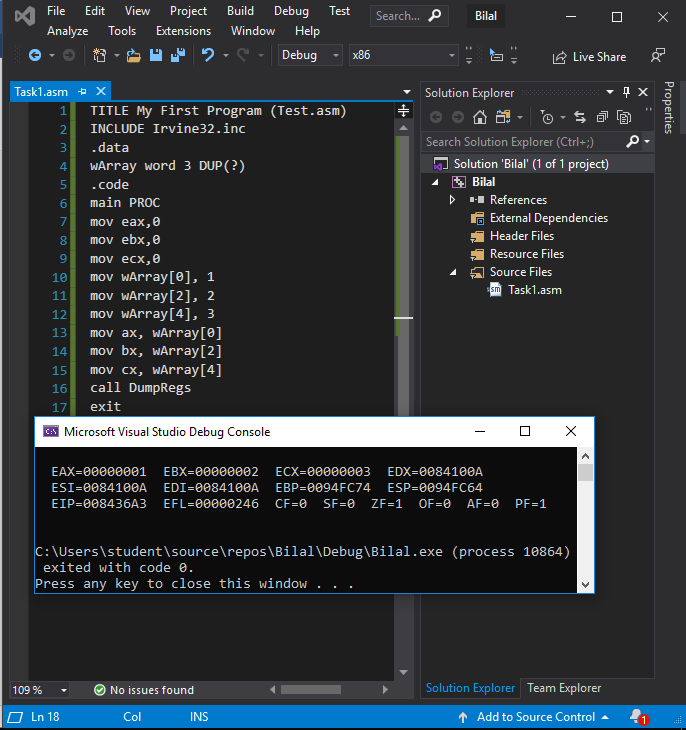 File Edit View Project Build Debug Test Search... Bilal
Analyze Tools Extensions Window Help
Debug x86 Live Share
Task1.asm
1 TITLE My First Program (Test.asm)
2 INCLUDE Irvine32.inc
3 .data
4 wArray word 3 DUP(?)
5 .code
6 main PROC
7 mov eax,0
8 mov ebx,0
9 mov ecx,0
10 mov wArray[0], 1
11 mov wArray[2], 2
12 mov wArray[4], 3
13 mov ax, wArray[0]
14 mov bx, wArray[2]
15 mov cx, wArray[4]
16 call DumpRegs
17 exit
Solution Explorer
Search Solution Explorer (Ctrl+;)
Solution 'Bilal' (1 of 1 project)
Bilal
References
External Dependencies
Header Files
Resource Files
Source Files
Task1.asm
Properties
Microsoft Visual Studio Debug Console
EAX=00000001 EBX=00000002 ECX=00000003 EDX=0084100A
ESI=0084100A EDI=0084100A EBP=0094FC74 ESP=0094FC64
EIP=008436A3 EFL=00000246 CF=0 SF=0 ZF=1 OF=0 AF=0 PF=1
C:\Users\student\source\repos\Bilal\Debug\Bilal.exe (process 10864)
exited with code 0.
Press any key to close this window . . .
109 % No issues found
Solution Explorer Team Explorer
Ln 18 Col INS Add to Source Control 1